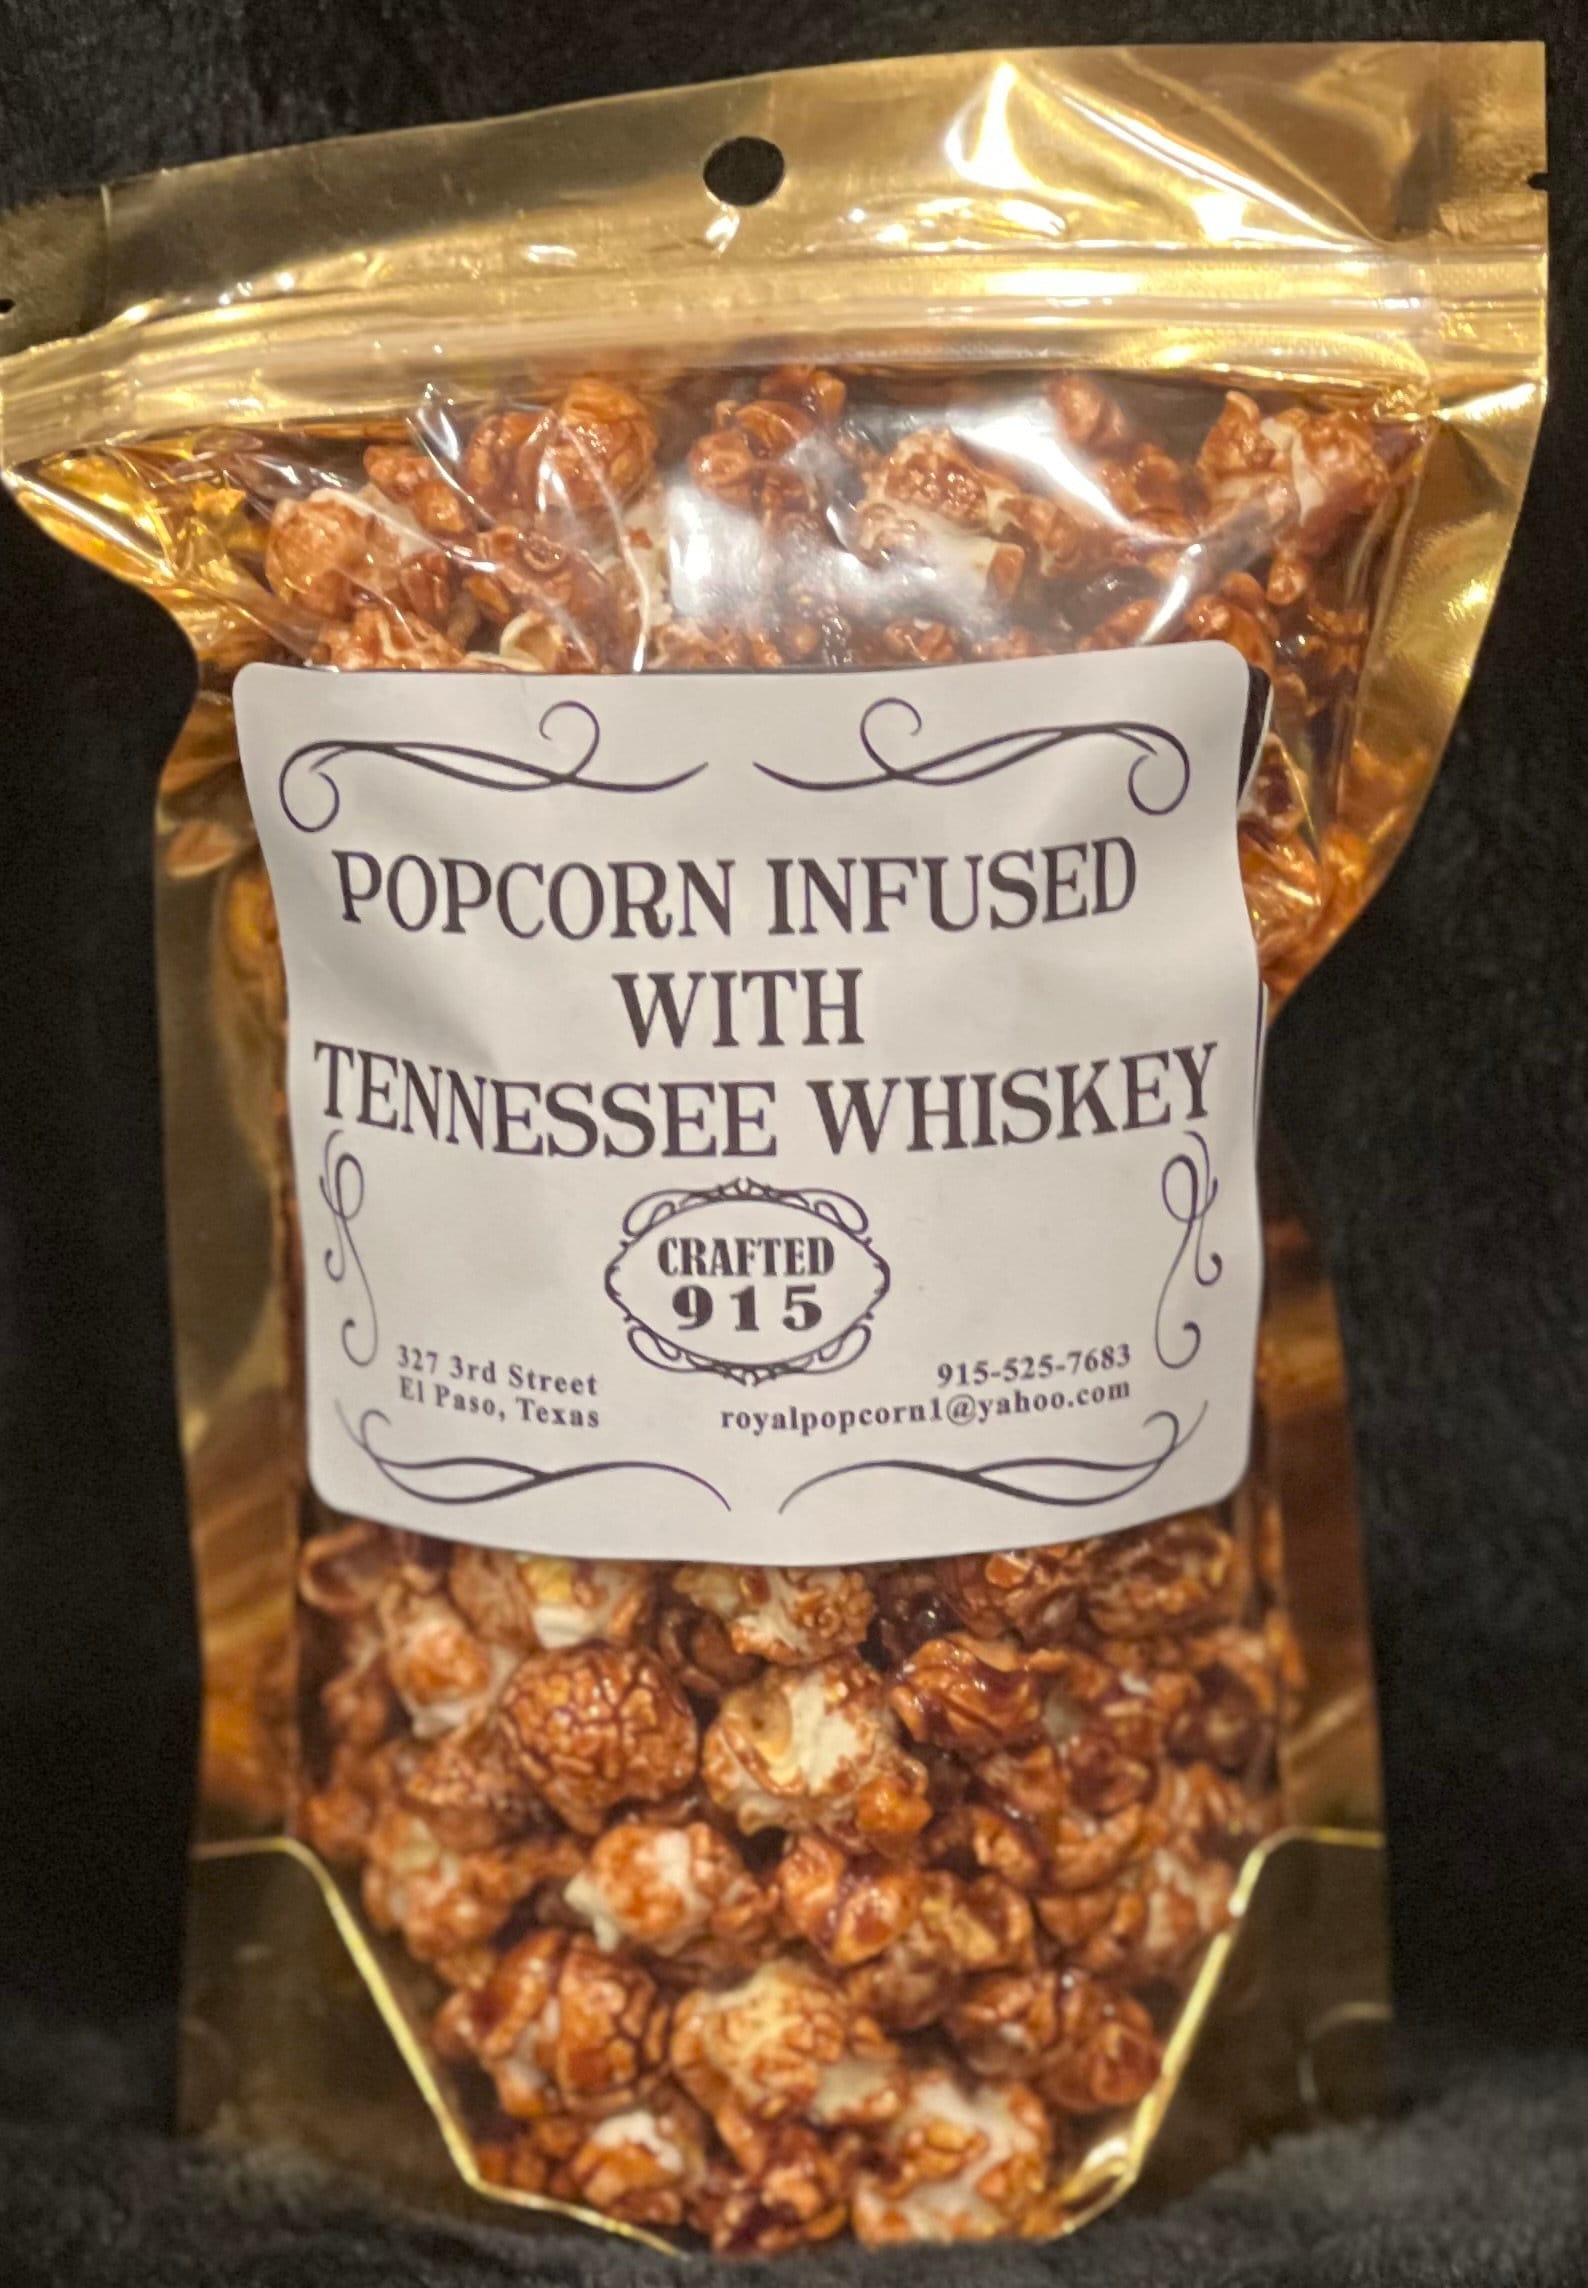 POPCORN INFUSED
WITH
TENNESSEE WHISKEY
CRAFTED
915
327 3rd Street
El Paso, Texas
915-525-7683
royalpopcorn1@yahoo.com